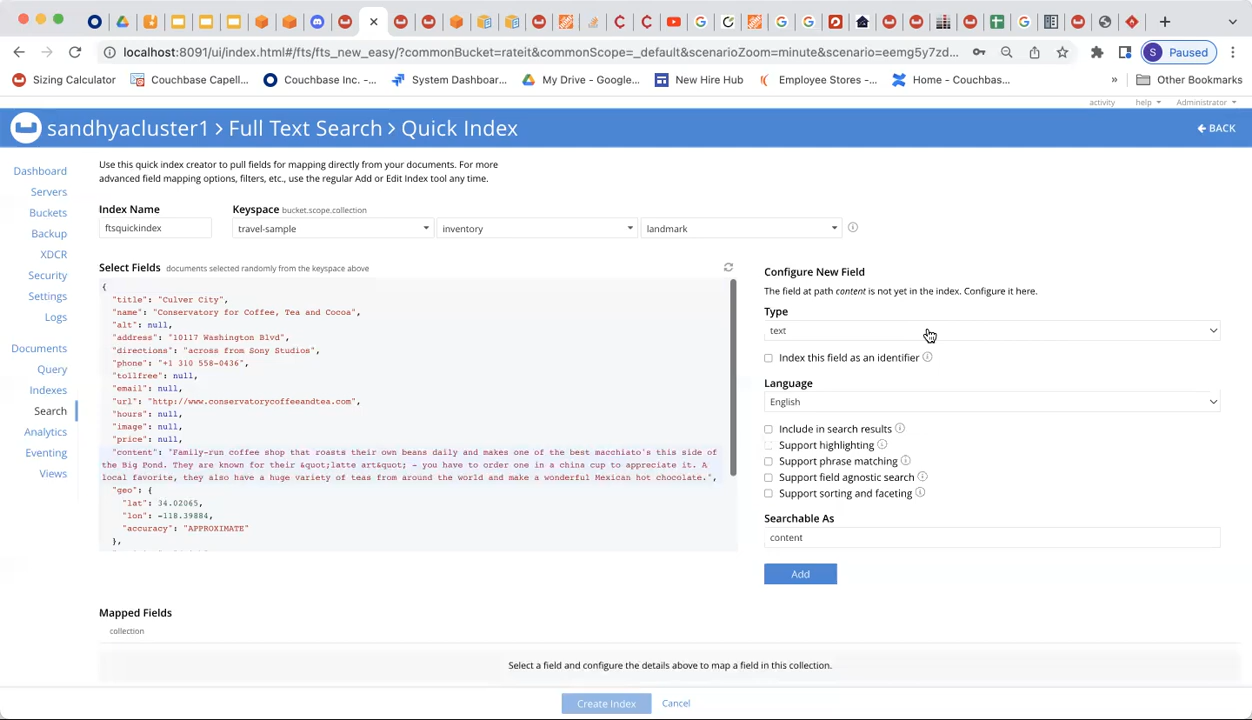 localhost:8091/ui/index.html#/fts/fts_new_easy/?commonBucket=rateit&commonScope=_default&scenarioZoom=minute&scenario=eemg5y7zd...
S Paused
Sizing Calculator
Couchbase Capell...
Couchbase Inc. -...
System Dashboar...
My Drive - Google...
New Hire Hub
Employee Stores -...
Home - Couchbas...
»
Other Bookmarks
activity
help
Administrator
sandhyacluster1 > Full Text Search > Quick Index
BACK
Dashboard
Servers
Buckets
Backup
XDCR
Security
Settings
Logs
Documents
Query
Indexes
Search
Analytics
Eventing
Views
Use this quick index creator to pull fields for mapping directly from your documents. For more
advanced field mapping options, filters, etc., use the regular Add or Edit Index tool any time.
Index Name
Keyspace bucket.scope.collection
ftsquickindex
travel-sample
inventory
landmark
Select Fields documents selected randomly from the keyspace above
{
"title": "Culver City",
"name": "Conservatory for Coffee, Tea and Cocoa",
"alt": null,
"address": "10117 Washington Blvd",
"directions": "across from Sony Studios",
"phone": "+1 310 558-0436",
"tollfree": null,
"email": null,
"url": "http://www.conservatorycoffeeandtea.com",
"hours": null,
"image": null,
"price": null,
"content": "Family-run coffee shop that roasts their own beans daily and makes one of the best macchiato's this side of
the Big Pond. They are known for their &quot;latte art&quot; - you have to order one in a china cup to appreciate it. A
local favorite, they also have a huge variety of teas from around the world and make a wonderful Mexican hot chocolate.",
"geo": {
"lat": 34.02065,
"lon": -118.39884,
"accuracy": "APPROXIMATE"
},
Configure New Field
The field at path content is not yet in the index. Configure it here.
Type
text
Index this field as an identifier
Language
English
Include in search results
Support highlighting
Support phrase matching
Support field agnostic search
Support sorting and faceting
Searchable As
content
Add
Mapped Fields
collection
Select a field and configure the details above to map a field in this collection.
Create Index
Cancel